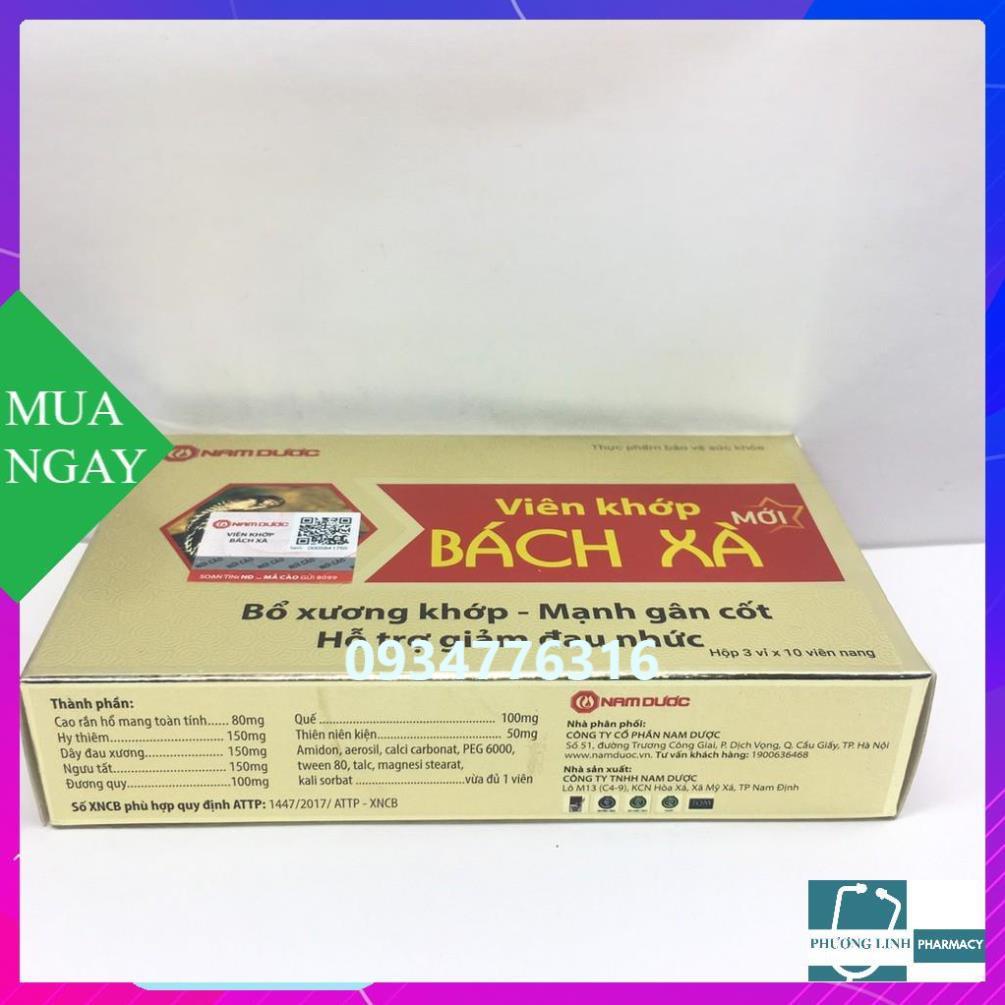 MUA
NGAY
NAM DƯỢC
Thực phẩm bảo vệ sức khỏe
Viên khớp
MỚI
BÁCH XÀ
NAM DƯỢC
VIÊN KHỚP
BÁCH XÀ
SOẠN TIN: NĐ ... MÃ CÀO GỬI 8099
Bổ xương khớp - Mạnh gân cốt
Hỗ trợ giảm đau nhức
0934776316
Hộp 3 vỉ x 10 viên nang
Thành phần:
Cao rắn hổ mang toàn tính...... 80mg
Hy thiêm................ 150mg
Dây đau xương................ 150mg
Ngưu tất................ 150mg
Đương quy................ 100mg
Quế ................ 100mg
Thiên niên kiện................ 50mg
Amidon, aerosil, calci carbonat, PEG 6000,
tween 80, talc, magnesi stearat,
kali sorbat ................ vừa đủ 1 viên
Số XNCB phù hợp quy định ATTP: 1447/2017/ ATTP - XNCB
NAM DƯỢC
Nhà phân phối:
CÔNG TY CỔ PHẦN NAM DƯỢC
Số 51, đường Trương Công Giai, P. Dịch Vọng, Q. Cầu Giấy, TP. Hà Nội
www.namduoc.vn. Tư vấn khách hàng: 1900636468
Nhà sản xuất:
CÔNG TY TNHH NAM DƯỢC
Lô M13 (C4-9), KCN Hòa Xá, Xã Mỹ Xá, TP Nam Định
PHƯƠNG LINH PHARMACY